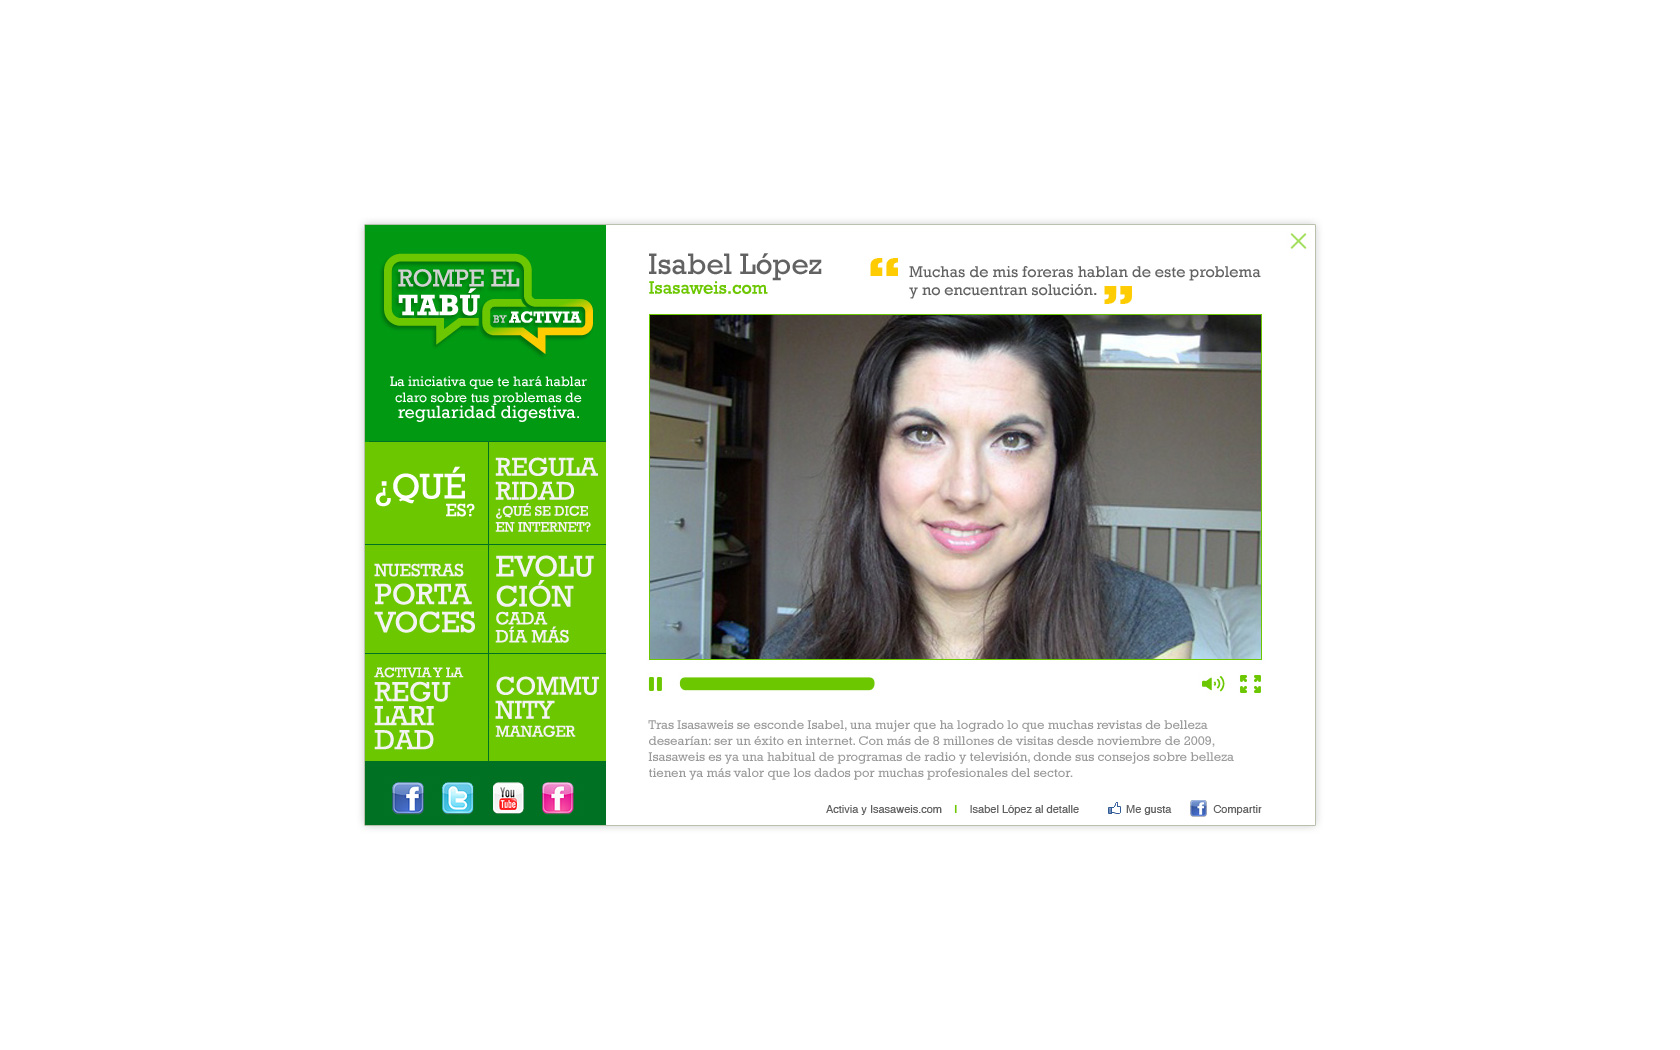 ROMPE EL
TABÚ
BY ACTIVIA
La iniciativa que te hará hablar
claro sobre tus problemas de
regularidad digestiva.
¿QUÉ
ES?
REGULA
RIDAD
¿QUÉ SE DICE
EN INTERNET?
NUESTRAS
PORTA
VOCES
EVOLU
CIÓN
CADA
DÍA MÁS
ACTIVIA Y LA
REGU
LARI
DAD
COMMU
NITY
MANAGER
f
t
You
Tube
f
Isabel López
Isasaweis.com
“ Muchas de mis foreras hablan de este problema
y no encuentran solución. ”
Tras Isasaweis se esconde Isabel, una mujer que ha logrado lo que muchas revistas de belleza
desearían: ser un éxito en internet. Con más de 8 millones de visitas desde noviembre de 2009,
Isasaweis es ya una habitual de programas de radio y televisión, donde sus consejos sobre belleza
tienen ya más valor que los dados por muchas profesionales del sector.
Activia y Isasaweis.com | Isabel López al detalle Me gusta f Compartir